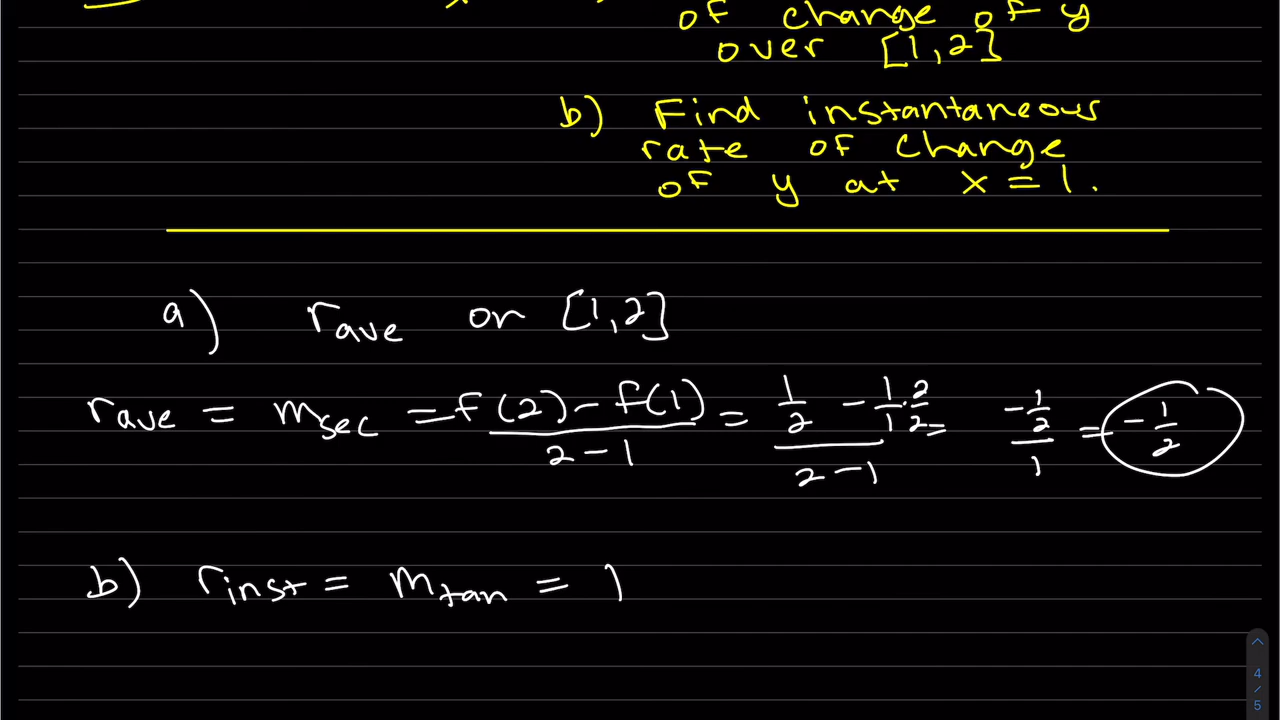 x
of change of y
over [1,2]
b) Find instantaneous
rate of change
of y at x = 1.
a) r_ave on [1,2]
r_ave = m_sec = (f(2) - f(1))/(2 - 1) = (1/2 - 1/1 · 2/2)/(2 - 1) = (-1/2)/1 = -1/2
b) r_inst = m_tan =
4
5